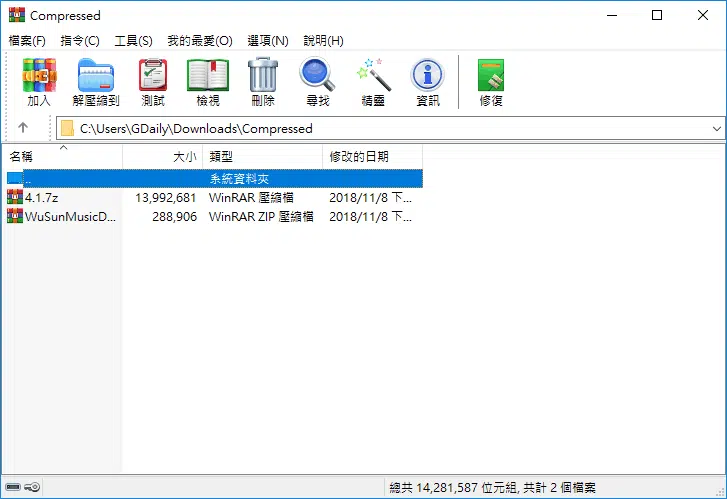 Compressed
檔案(F) 指令(C) 工具(S) 我的最愛(O) 選項(N) 說明(H)
加入 解壓縮到 測試 檢視 刪除 尋找 精靈 資訊 修復
C:\Users\GDaily\Downloads\Compressed
名稱 大小 類型 修改的日期
.. 系統資料夾
4.1.7z 13,992,681 WinRAR 壓縮檔 2018/11/8 下...
WuSunMusicD... 288,906 WinRAR ZIP 壓縮檔 2018/11/8 下...
總共 14,281,587 位元組, 共計 2 個檔案